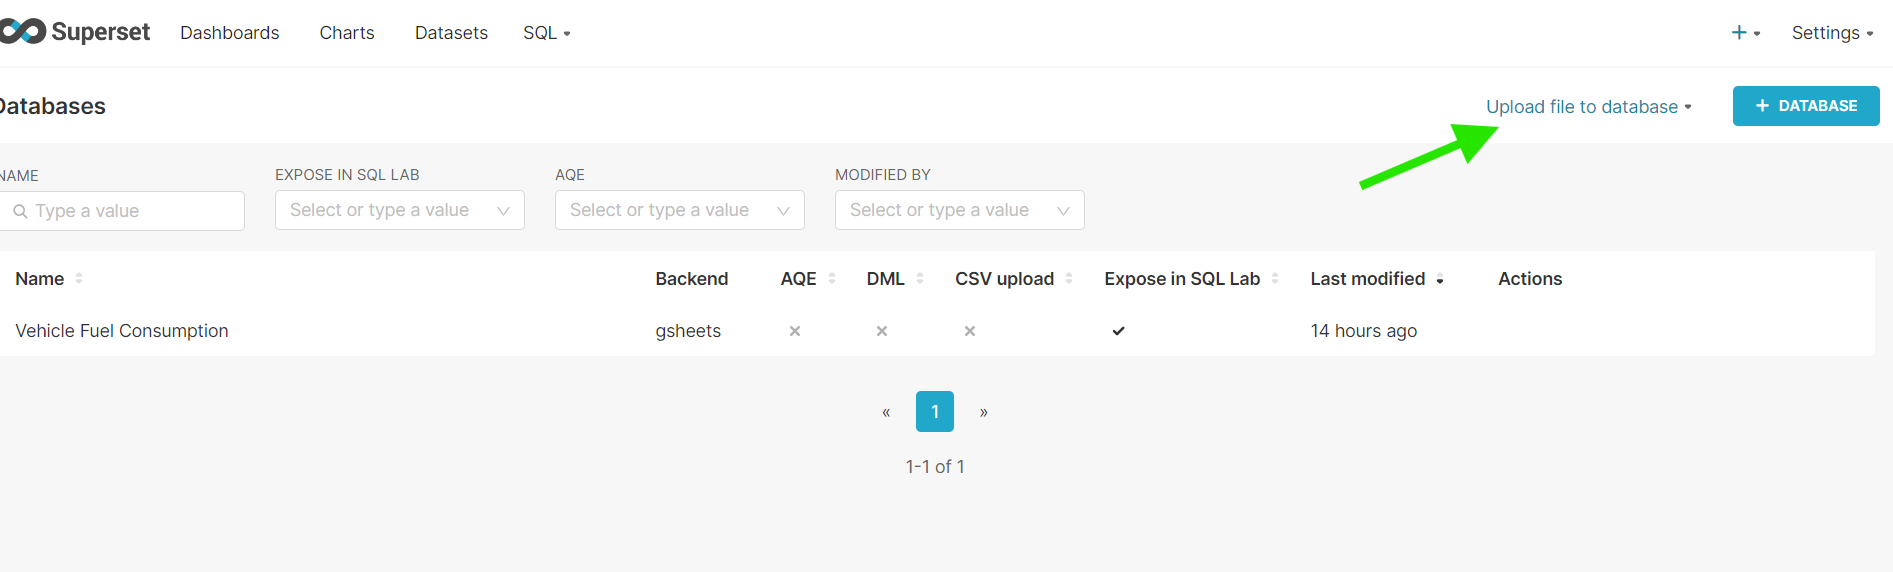 Superset Dashboards Charts Datasets SQL + Settings
Databases Upload file to database + DATABASE
NAME EXPOSE IN SQL LAB AQE MODIFIED BY
Type a value Select or type a value Select or type a value Select or type a value
Name Backend AQE DML CSV upload Expose in SQL Lab Last modified Actions
Vehicle Fuel Consumption gsheets 14 hours ago
« 1 »
1-1 of 1